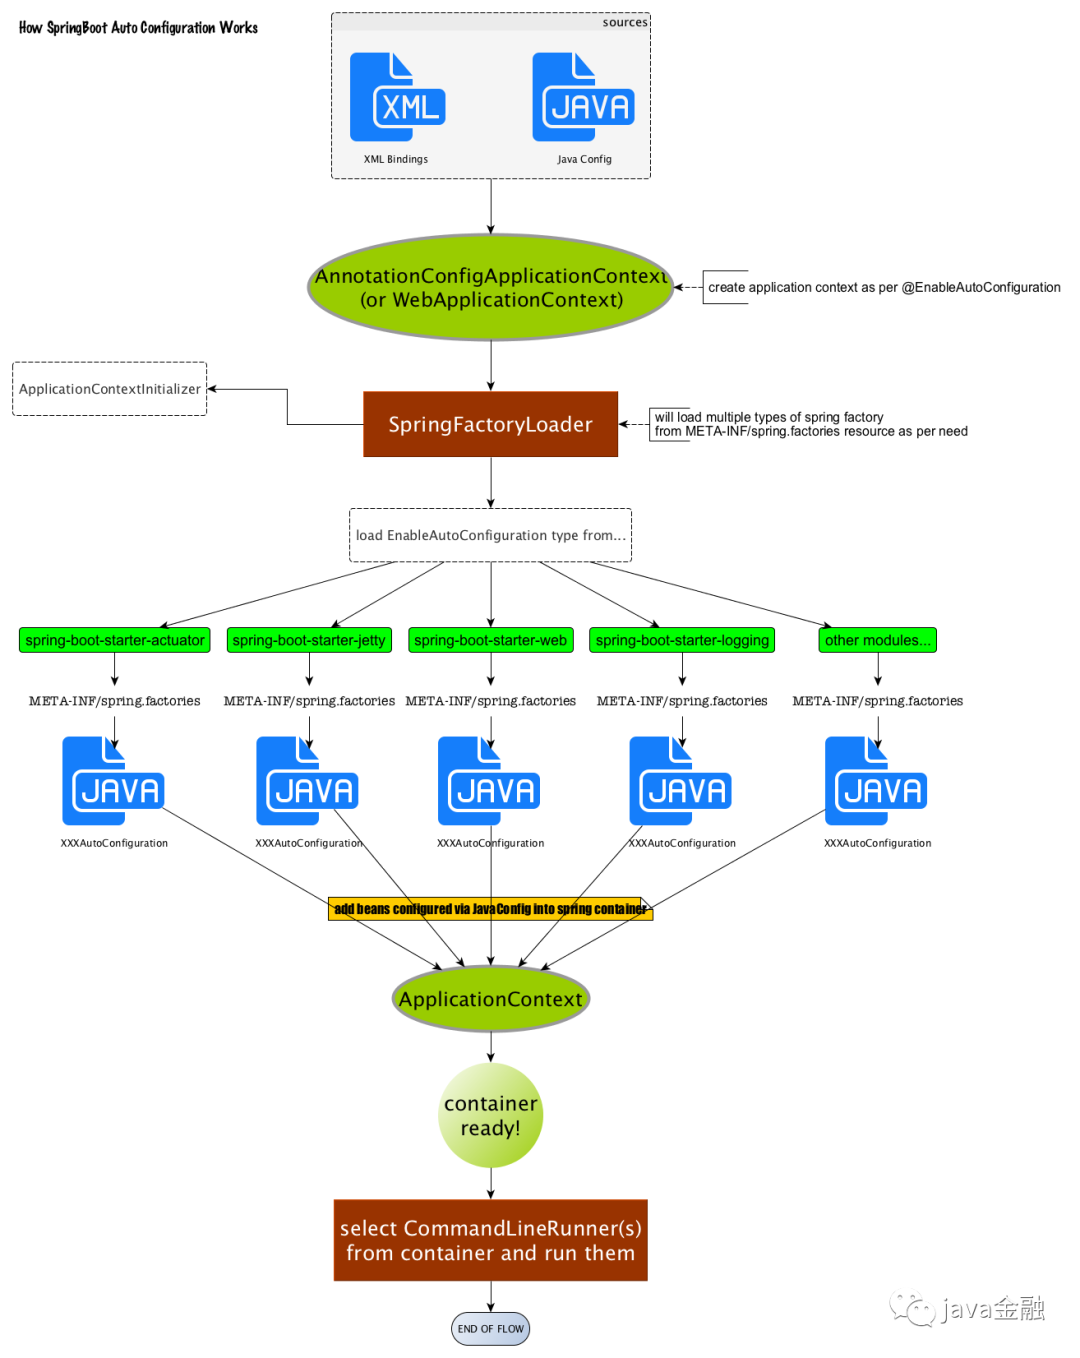 How SpringBoot Auto Configuration Works
sources
XML
JAVA
XML Bindings
Java Config
AnnotationConfigApplicationContext
(or WebApplicationContext)
create application context as per @EnableAutoConfiguration
ApplicationContextInitializer
SpringFactoryLoader
will load multiple types of spring factory
from META-INF/spring.factories resource as per need
load EnableAutoConfiguration type from...
spring-boot-starter-actuator
spring-boot-starter-jetty
spring-boot-starter-web
spring-boot-starter-logging
other modules...
META-INF/spring.factories
META-INF/spring.factories
META-INF/spring.factories
META-INF/spring.factories
META-INF/spring.factories
JAVA
JAVA
JAVA
JAVA
JAVA
XXXAutoConfiguration
XXXAutoConfiguration
XXXAutoConfiguration
XXXAutoConfiguration
XXXAutoConfiguration
add beans configured via JavaConfig into spring container
ApplicationContext
container
ready!
select CommandLineRunner(s)
from container and run them
END OF FLOW
java金融